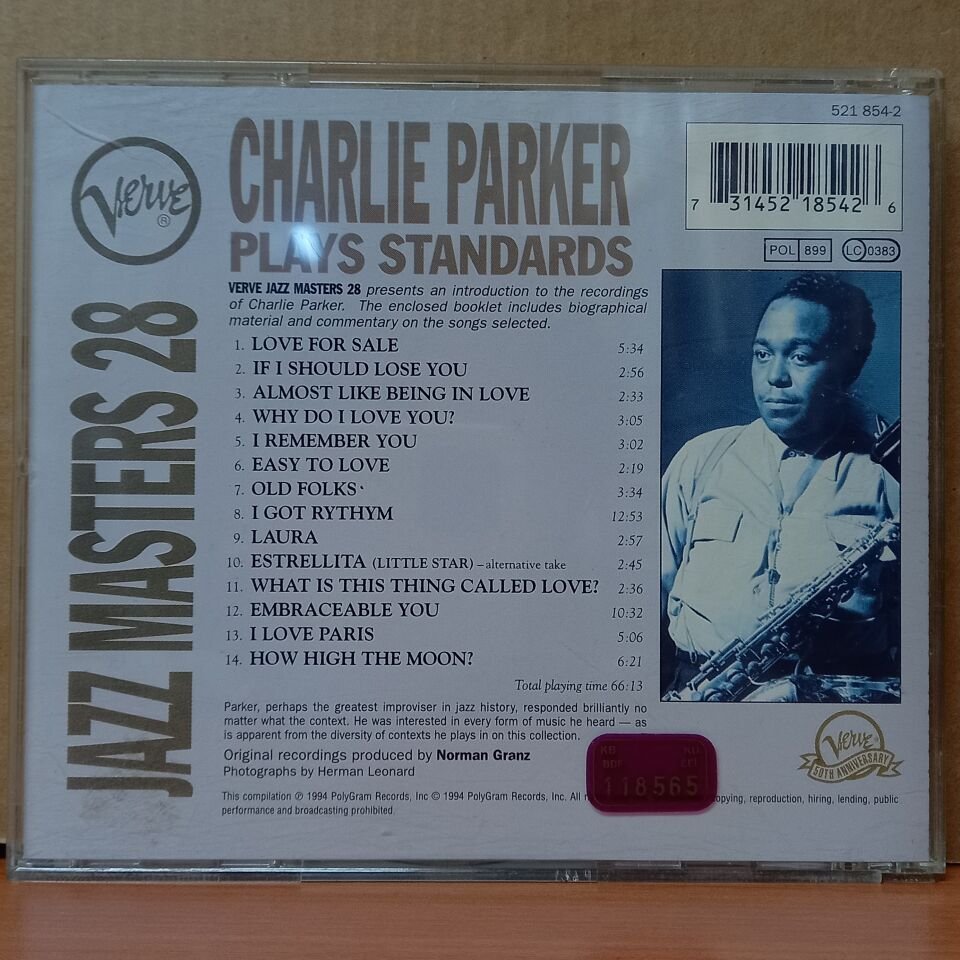 521 854-2
VERVE
®
CHARLIE PARKER
PLAYS STANDARDS
7 31452 18542 6
POL 899 LC 0383
JAZZ MASTERS 28
VERVE JAZZ MASTERS 28 presents an introduction to the recordings
of Charlie Parker. The enclosed booklet includes biographical
material and commentary on the songs selected.
1. LOVE FOR SALE 5:34
2. IF I SHOULD LOSE YOU 2:56
3. ALMOST LIKE BEING IN LOVE 2:33
4. WHY DO I LOVE YOU? 3:05
5. I REMEMBER YOU 3:02
6. EASY TO LOVE 2:19
7. OLD FOLKS 3:34
8. I GOT RYTHYM 12:53
9. LAURA 2:57
10. ESTRELLITA (LITTLE STAR) – alternative take 2:45
11. WHAT IS THIS THING CALLED LOVE? 2:36
12. EMBRACEABLE YOU 10:32
13. I LOVE PARIS 5:06
14. HOW HIGH THE MOON? 6:21
Total playing time 66:13
Parker, perhaps the greatest improviser in jazz history, responded brilliantly no
matter what the context. He was interested in every form of music he heard — as
is apparent from the diversity of contexts he plays in on this collection.
Original recordings produced by Norman Granz
Photographs by Herman Leonard
VERVE
50TH ANNIVERSARY
KB
118565
This compilation ℗ 1994 PolyGram Records, Inc © 1994 PolyGram Records, Inc. All reproduction, hiring, lending, public
performance and broadcasting prohibited.